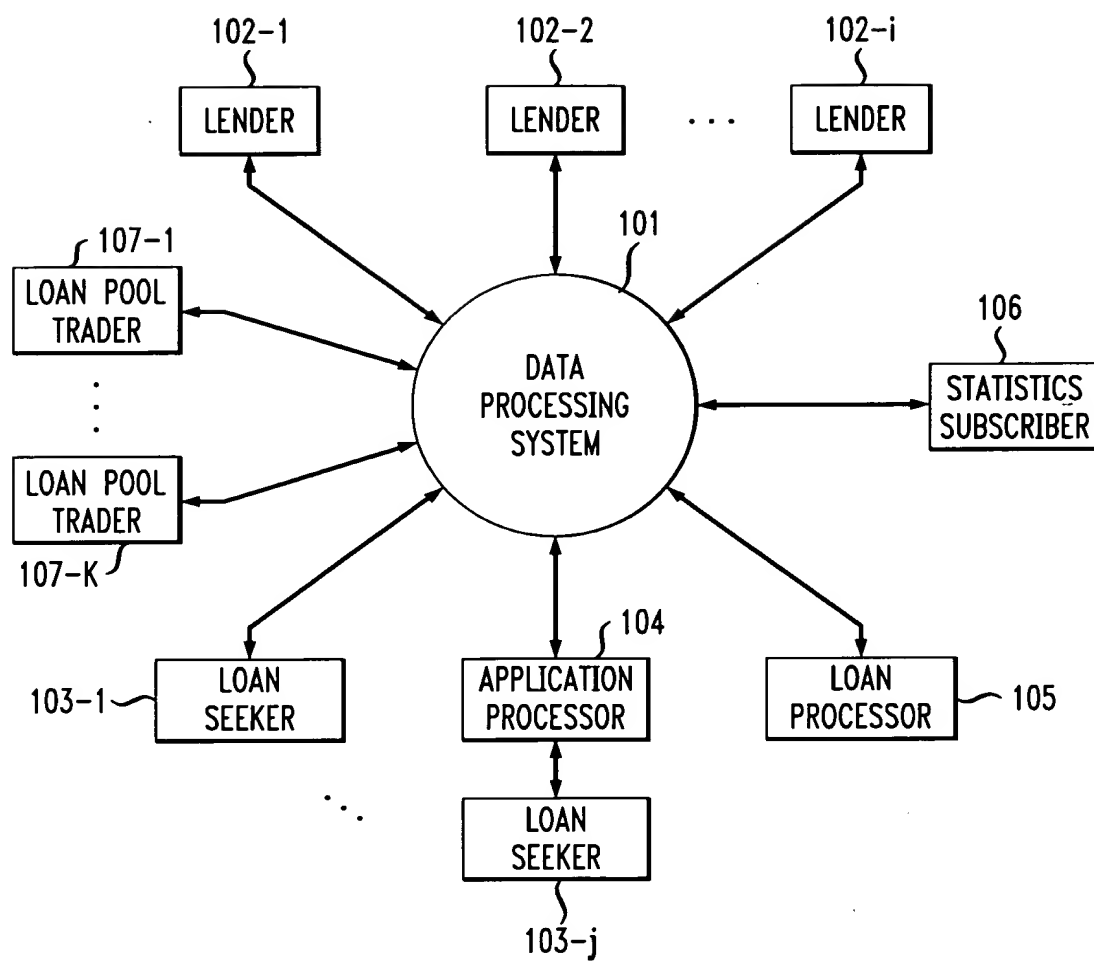 102-1
102-2
102-i
LENDER
LENDER
. . .
LENDER
101
107-1
LOAN POOL
TRADER
DATA
PROCESSING
SYSTEM
106
STATISTICS
SUBSCRIBER
LOAN POOL
TRADER
107-K
104
103-1
LOAN
SEEKER
APPLICATION
PROCESSOR
LOAN
PROCESSOR
105
LOAN
SEEKER
103-j